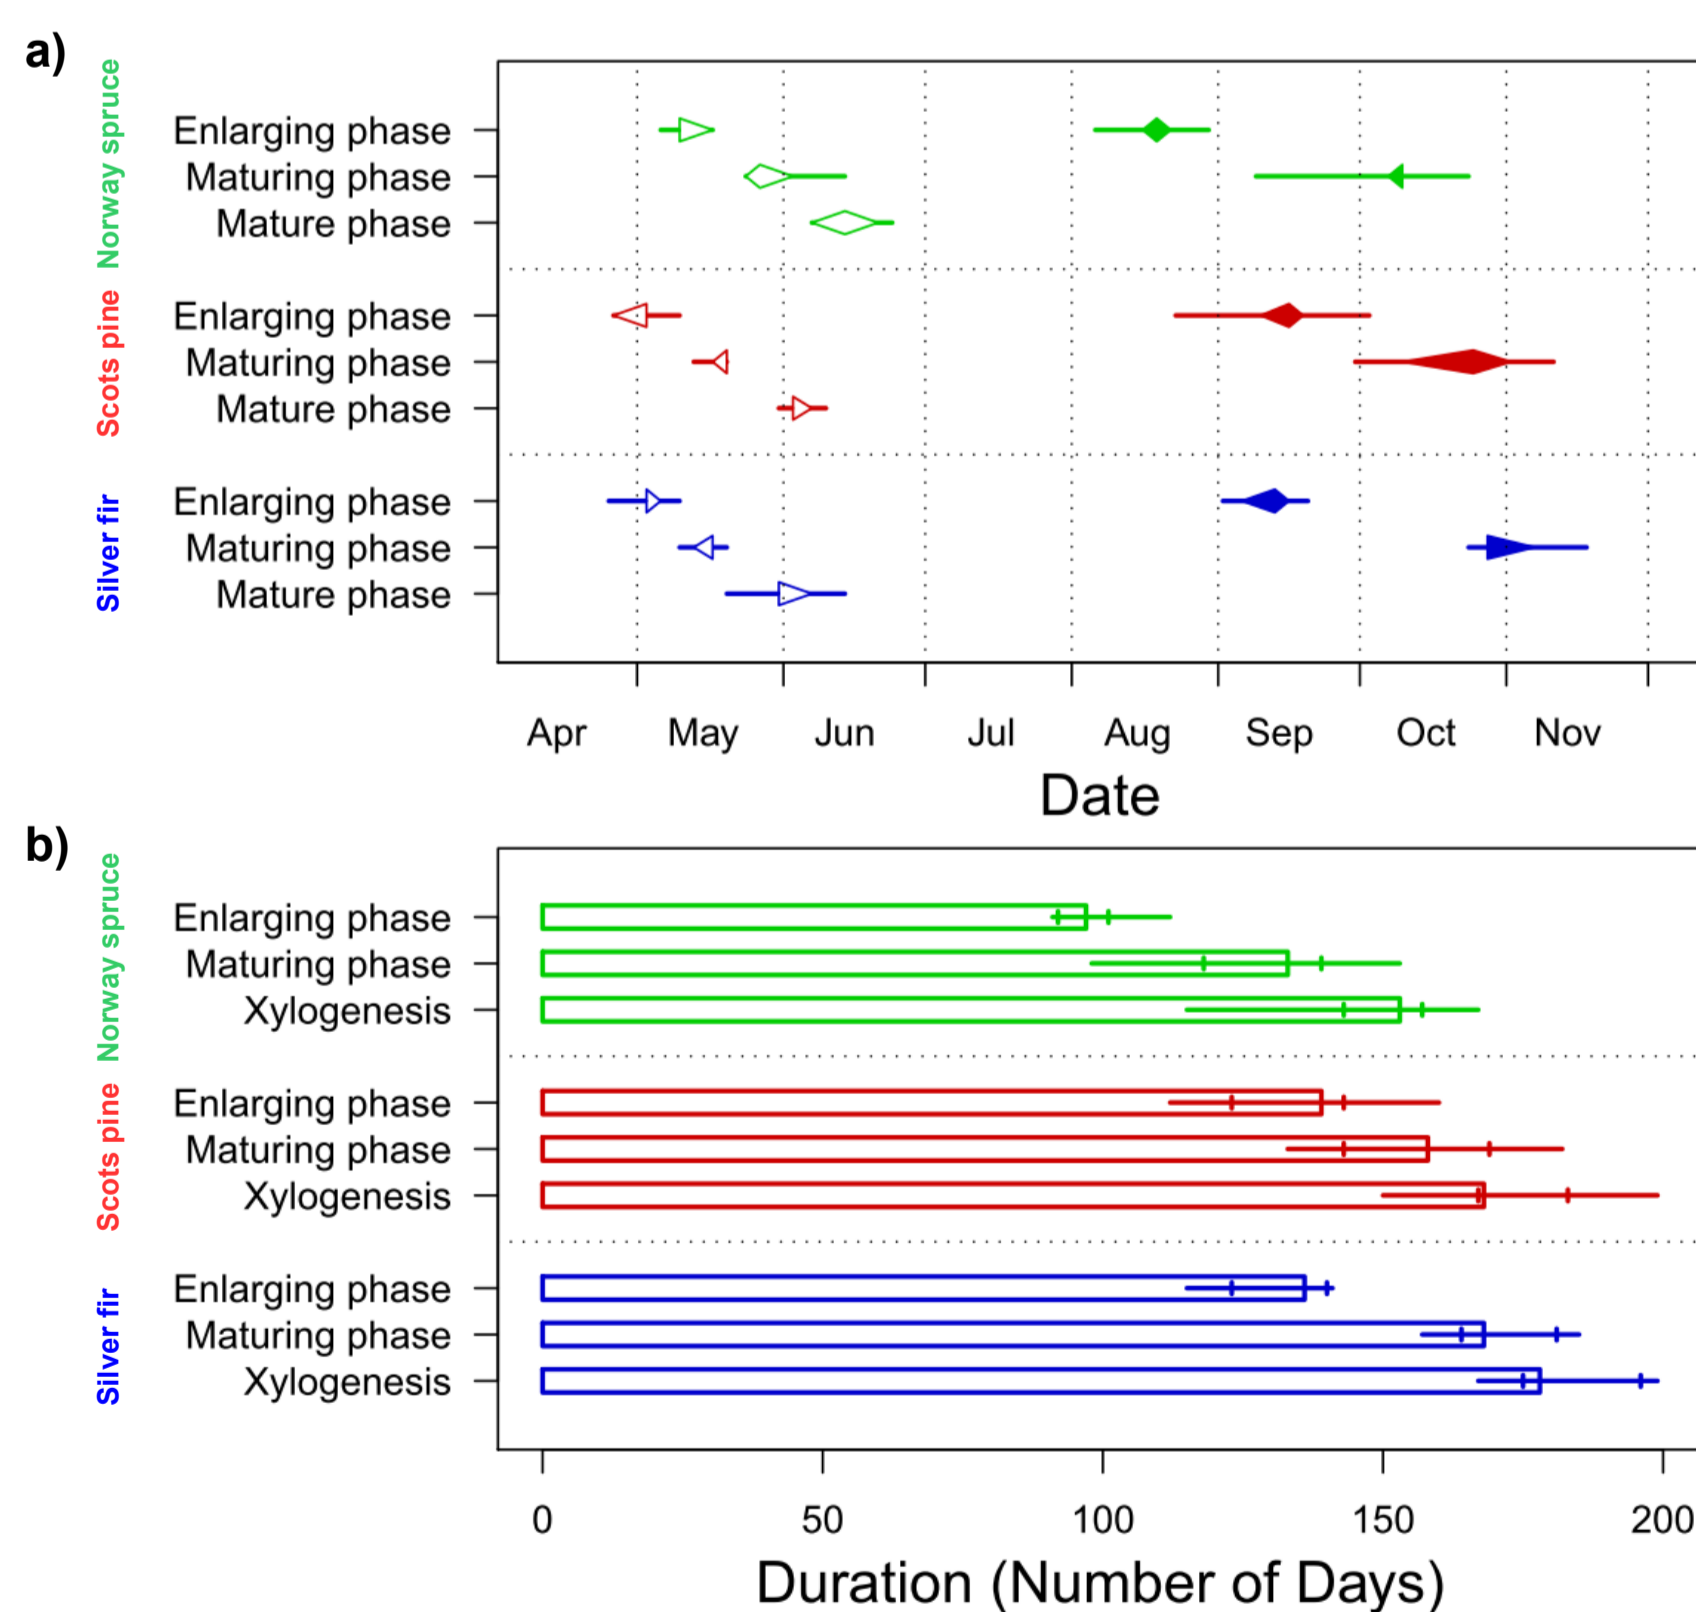 a)
Norway spruce
Enlarging phase
Maturing phase
Mature phase
Scots pine
Enlarging phase
Maturing phase
Mature phase
Silver fir
Enlarging phase
Maturing phase
Mature phase
Apr May Jun Jul Aug Sep Oct Nov
Date
b)
Norway spruce
Enlarging phase
Maturing phase
Xylogenesis
Scots pine
Enlarging phase
Maturing phase
Xylogenesis
Silver fir
Enlarging phase
Maturing phase
Xylogenesis
0 50 100 150 200
Duration (Number of Days)